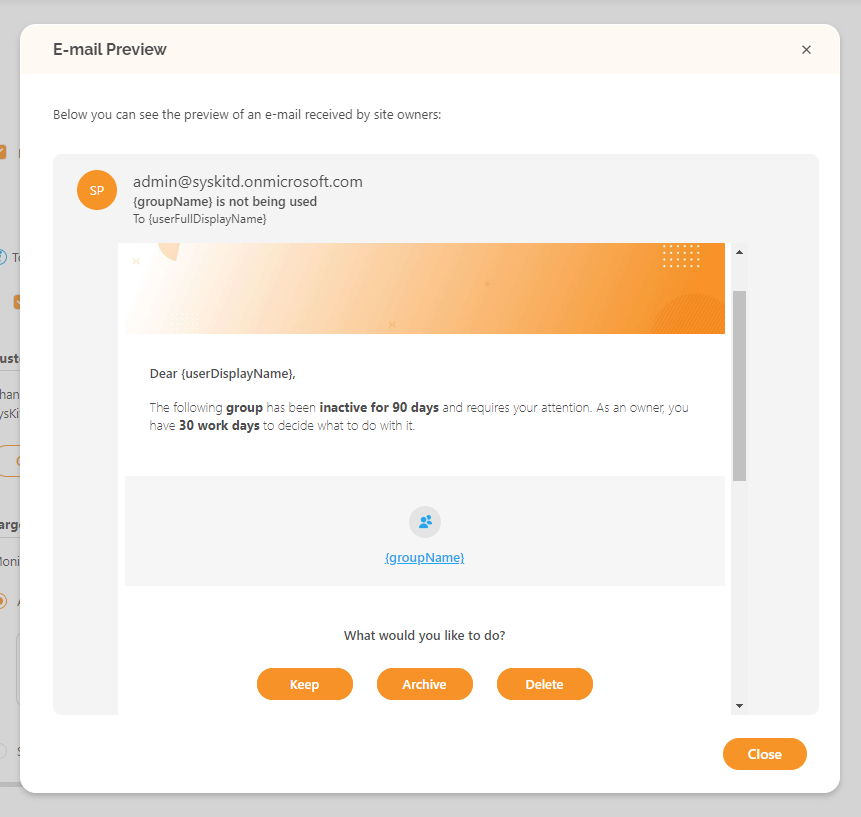 E-mail Preview
Below you can see the preview of an e-mail received by site owners:
SP
admin@syskitd.onmicrosoft.com
{groupName} is not being used
To {userFullDisplayName}
Dear {userDisplayName},
The following group has been inactive for 90 days and requires your attention. As an owner, you
have 30 work days to decide what to do with it.
{groupName}
What would you like to do?
Keep
Archive
Delete
Close